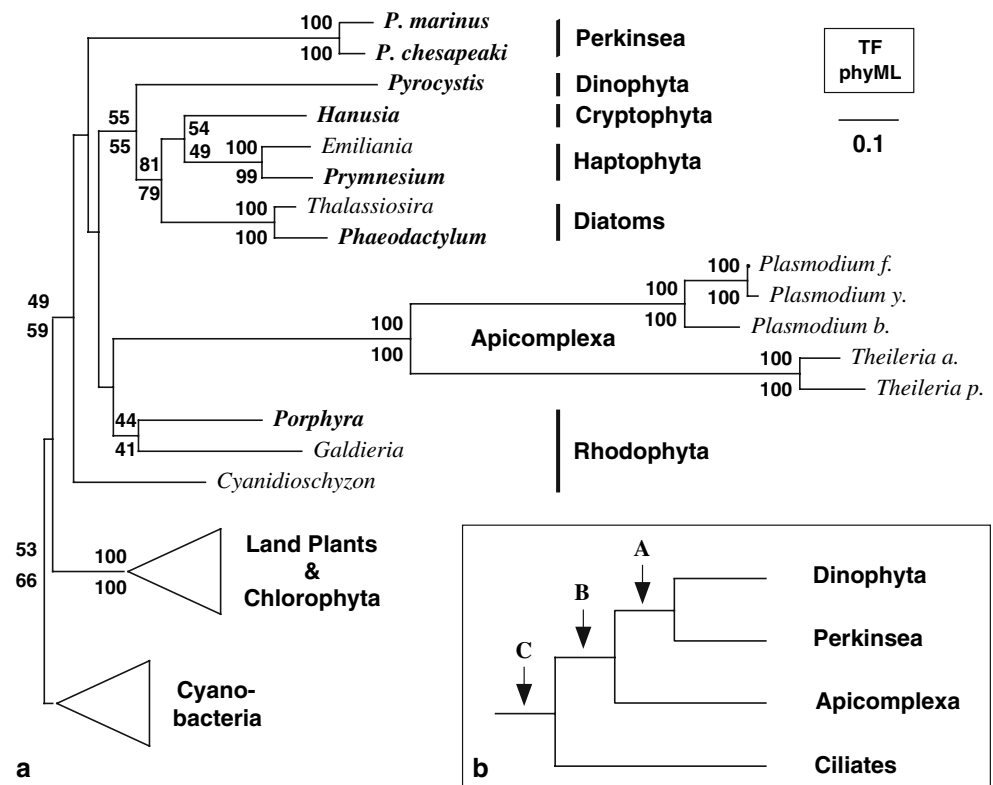 100
P. marinus
100
P. chesapeaki
Perkinsea
TF
phyML
0.1
Pyrocystis
Dinophyta
55
55
Hanusia
Cryptophyta
54
49
100
Emiliania
99
Prymnesium
Haptophyta
81
79
100
Thalassiosira
100
Phaeodactylum
Diatoms
100
Plasmodium f.
100
Plasmodium y.
100
100
Plasmodium b.
49
59
100
100
Apicomplexa
100
Theileria a.
100
Theileria p.
44
Porphyra
41
Galdieria
Rhodophyta
Cyanidioschyzon
53
66
100
100
Land Plants
&
Chlorophyta
Cyano-
bacteria
a
A
B
C
Dinophyta
Perkinsea
Apicomplexa
Ciliates
b